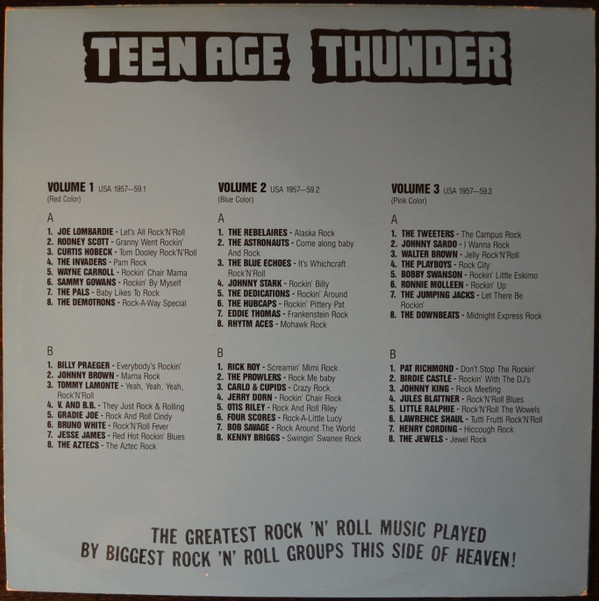 TEENAGE THUNDER
VOLUME 1 USA 1957—59.1
(Red Color)
A
1. JOE LOMBARDIE - Let's All Rock'N'Roll
2. RODNEY SCOTT - Granny Went Rockin'
3. CURTIS HOBECK - Tom Dooley Rock'N'Roll
4. THE INVADERS - Pam Rock
5. WAYNE CARROLL - Rockin' Chair Mama
6. SAMMY GOWANS - Rockin' By Myself
7. THE PALS - Baby Likes To Rock
8. THE DEMOTRONS - Rock-A-Way Special
B
1. BILLY PRAEGER - Everybody's Rockin'
2. JOHNNY BROWN - Mama Rock
3. TOMMY LAMONTE - Yeah, Yeah, Yeah,
Rock'N'Roll
4. V. AND B.B. - They Just Rock & Rolling
5. GRADIE JOE - Rock And Roll Cindy
6. BRUNO WHITE - Rock'N'Roll Fever
7. JESSE JAMES - Red Hot Rockin' Blues
8. THE AZTECS - The Aztec Rock
VOLUME 2 USA 1957—59.2
(Blue Color)
A
1. THE REBELAIRES - Alaska Rock
2. THE ASTRONAUTS - Come along baby
And Rock
3. THE BLUE ECHOES - It's Whichcraft
Rock'N'Roll
4. JOHNNY STARK - Rockin' Billy
5. THE DEDICATIONS - Rockin' Around
6. THE HUBCAPS - Rockin' Pittery Pat
7. EDDIE THOMAS - Frankenstein Rock
8. RHYTM ACES - Mohawk Rock
B
1. RICK ROY - Screamin' Mimi Rock
2. THE PROWLERS - Rock Me baby
3. CARLO & CUPIDS - Crazy Rock
4. JERRY DORN - Rockin' Chair Rock
5. OTIS RILEY - Rock And Roll Riley
6. FOUR SCORES - Rock-A-Little Lucy
7. BOB SAVAGE - Rock Around The World
8. KENNY BRIGGS - Swingin' Swanee Rock
VOLUME 3 USA 1957—59.3
(Pink Color)
A
1. THE TWEETERS - The Campus Rock
2. JOHNNY SARDO - I Wanna Rock
3. WALTER BROWN - Jelly Rock'N'Roll
4. THE PLAYBOYS - Rock City
5. BOBBY SWANSON - Rockin' Little Eskimo
6. RONNIE MOLLEEN - Rockin' Up
7. THE JUMPING JACKS - Let There Be
Rockin'
8. THE DOWNBEATS - Midnight Express Rock
B
1. PAT RICHMOND - Don't Stop The Rockin'
2. BIRDIE CASTLE - Rockin' With The DJ's
3. JOHNNY KING - Rock Meeting
4. JULES BLATTNER - Rock'N'Roll Blues
5. LITTLE RALPHIE - Rock'N'Roll The Wowels
6. LAWRENCE SHAUL - Tutti Frutti Rock'N'Roll
7. HENRY CORDING - Hiccough Rock
8. THE JEWELS - Jewel Rock
THE GREATEST ROCK 'N' ROLL MUSIC PLAYED
BY BIGGEST ROCK 'N' ROLL GROUPS THIS SIDE OF HEAVEN!